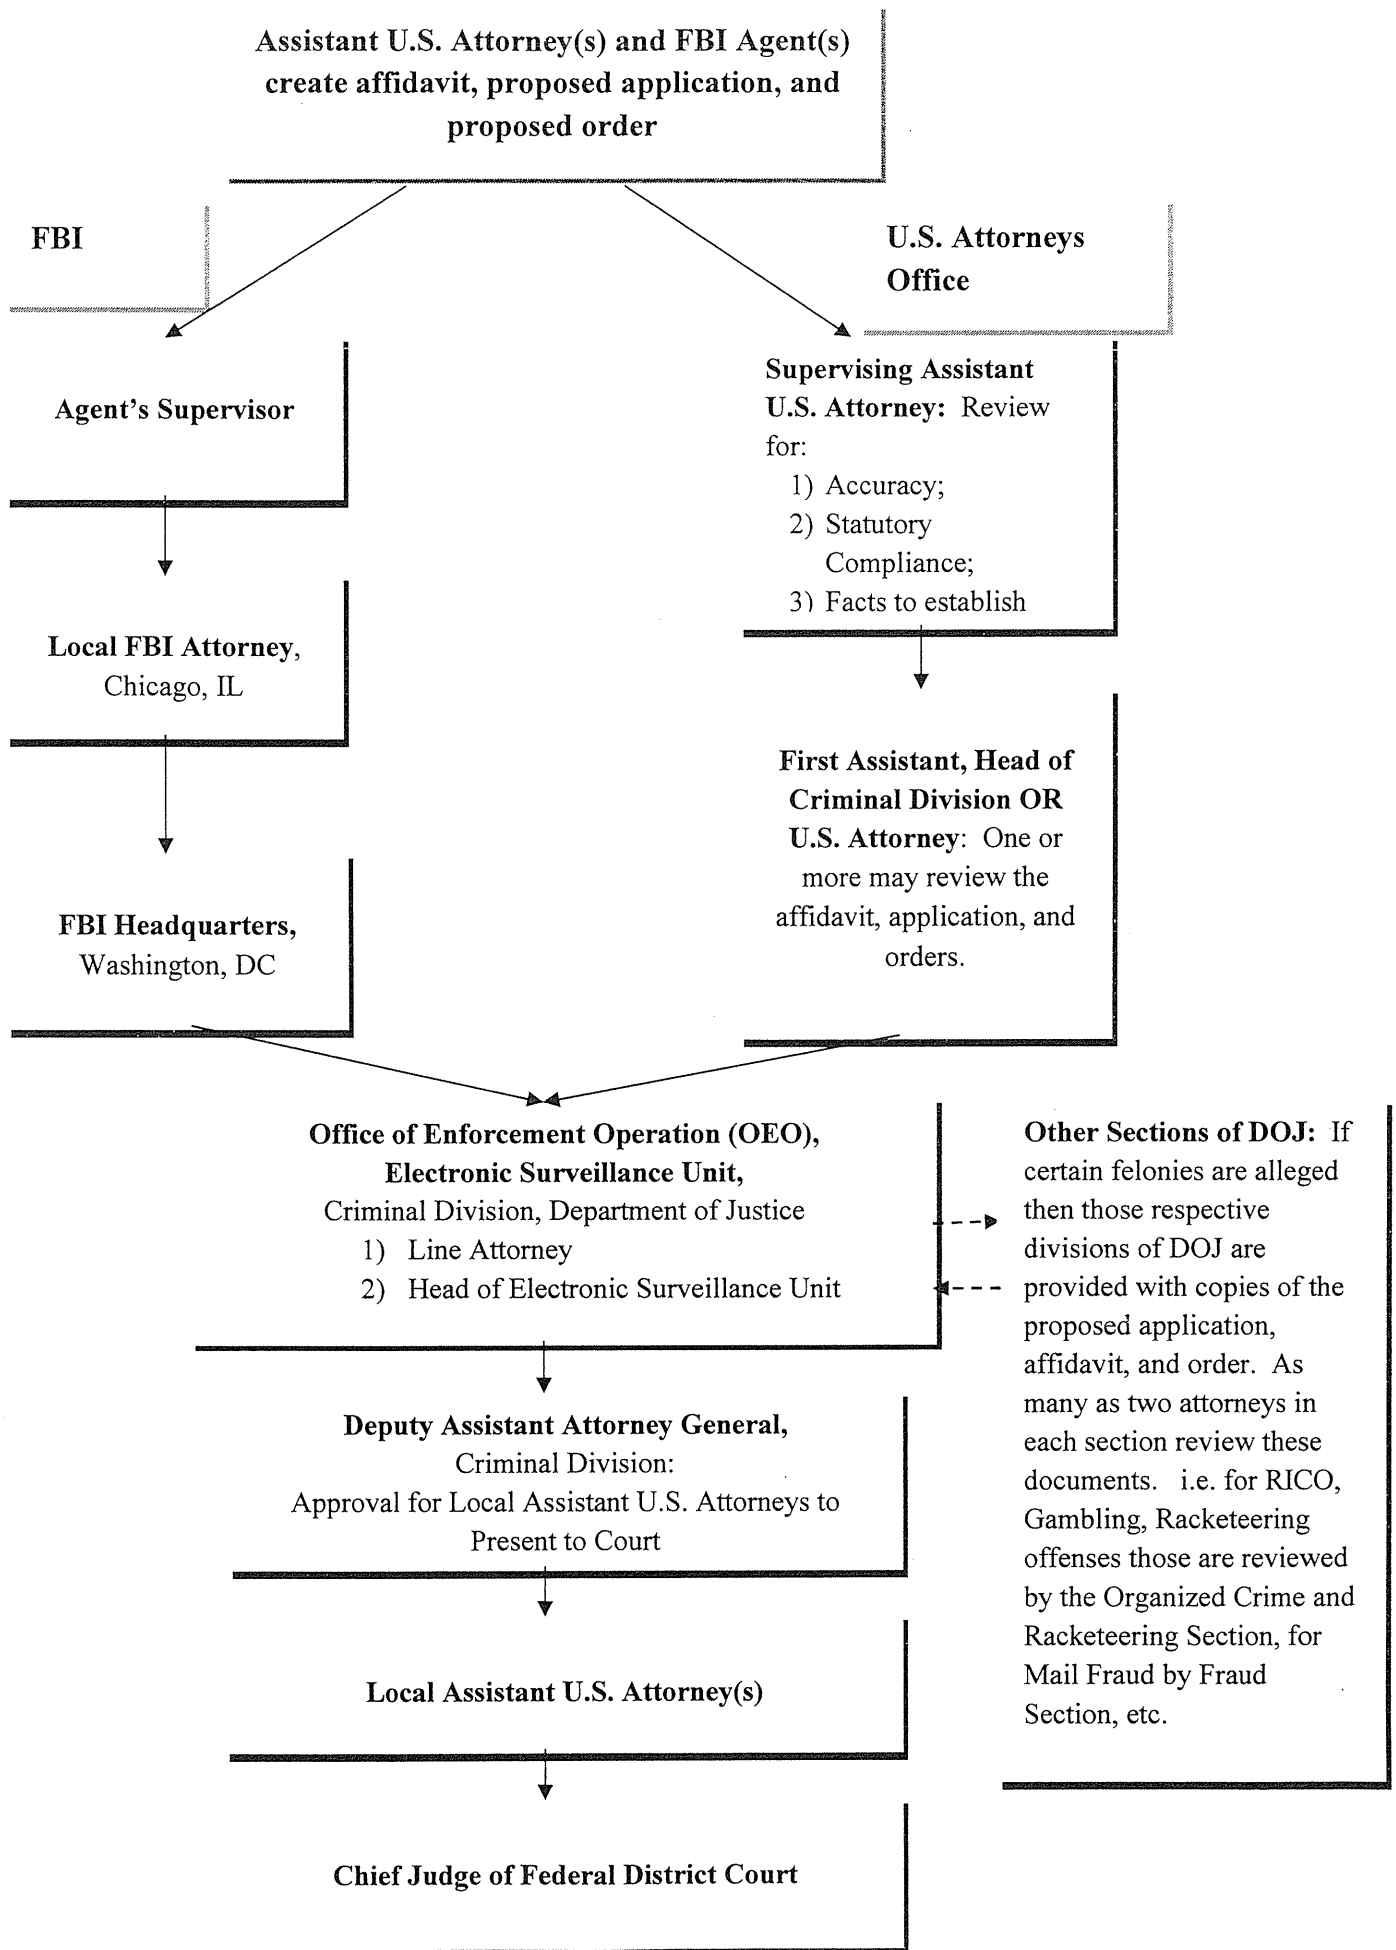 Assistant U.S. Attorney(s) and FBI Agent(s)
create affidavit, proposed application, and
proposed order
FBI
U.S. Attorneys
Office
Agent's Supervisor
Supervising Assistant
U.S. Attorney: Review
for:
1) Accuracy;
2) Statutory
Compliance;
3) Facts to establish
Local FBI Attorney,
Chicago, IL
First Assistant, Head of
Criminal Division OR
U.S. Attorney: One or
more may review the
affidavit, application, and
orders.
FBI Headquarters,
Washington, DC
Office of Enforcement Operation (OEO),
Electronic Surveillance Unit,
Criminal Division, Department of Justice
1) Line Attorney
2) Head of Electronic Surveillance Unit
Other Sections of DOJ: If
certain felonies are alleged
then those respective
divisions of DOJ are
provided with copies of the
proposed application,
affidavit, and order. As
many as two attorneys in
each section review these
documents. i.e. for RICO,
Gambling, Racketeering
offenses those are reviewed
by the Organized Crime and
Racketeering Section, for
Mail Fraud by Fraud
Section, etc.
Deputy Assistant Attorney General,
Criminal Division:
Approval for Local Assistant U.S. Attorneys to
Present to Court
Local Assistant U.S. Attorney(s)
Chief Judge of Federal District Court